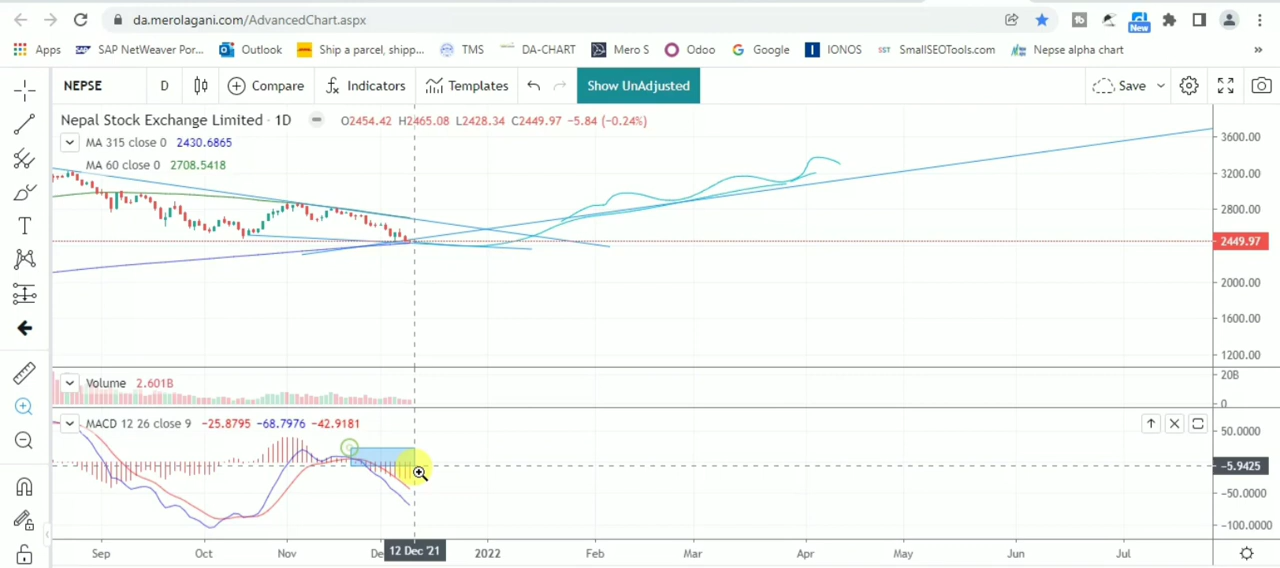 da.merolagani.com/AdvancedChart.aspx
New
Apps SAP NetWeaver Por... Outlook Ship a parcel, shipp... TMS DA-CHART Mero S Odoo Google IONOS SST SmallSEOTools.com Nepse alpha chart »
NEPSE D Compare Indicators Templates Show UnAdjusted Save
Nepal Stock Exchange Limited · 1D O2454.42 H2465.08 L2428.34 C2449.97 −5.84 (−0.24%)
MA 315 close 0 2430.6865
MA 60 close 0 2708.5418
3600.00
3200.00
2800.00
2449.97
2000.00
1600.00
1200.00
Volume 2.601B
20B
0
MACD 12 26 close 9 −25.8795 −68.7976 −42.9181
50.0000
−5.9425
−50.0000
−100.0000
Sep Oct Nov De 12 Dec '21 2022 Feb Mar Apr May Jun Jul